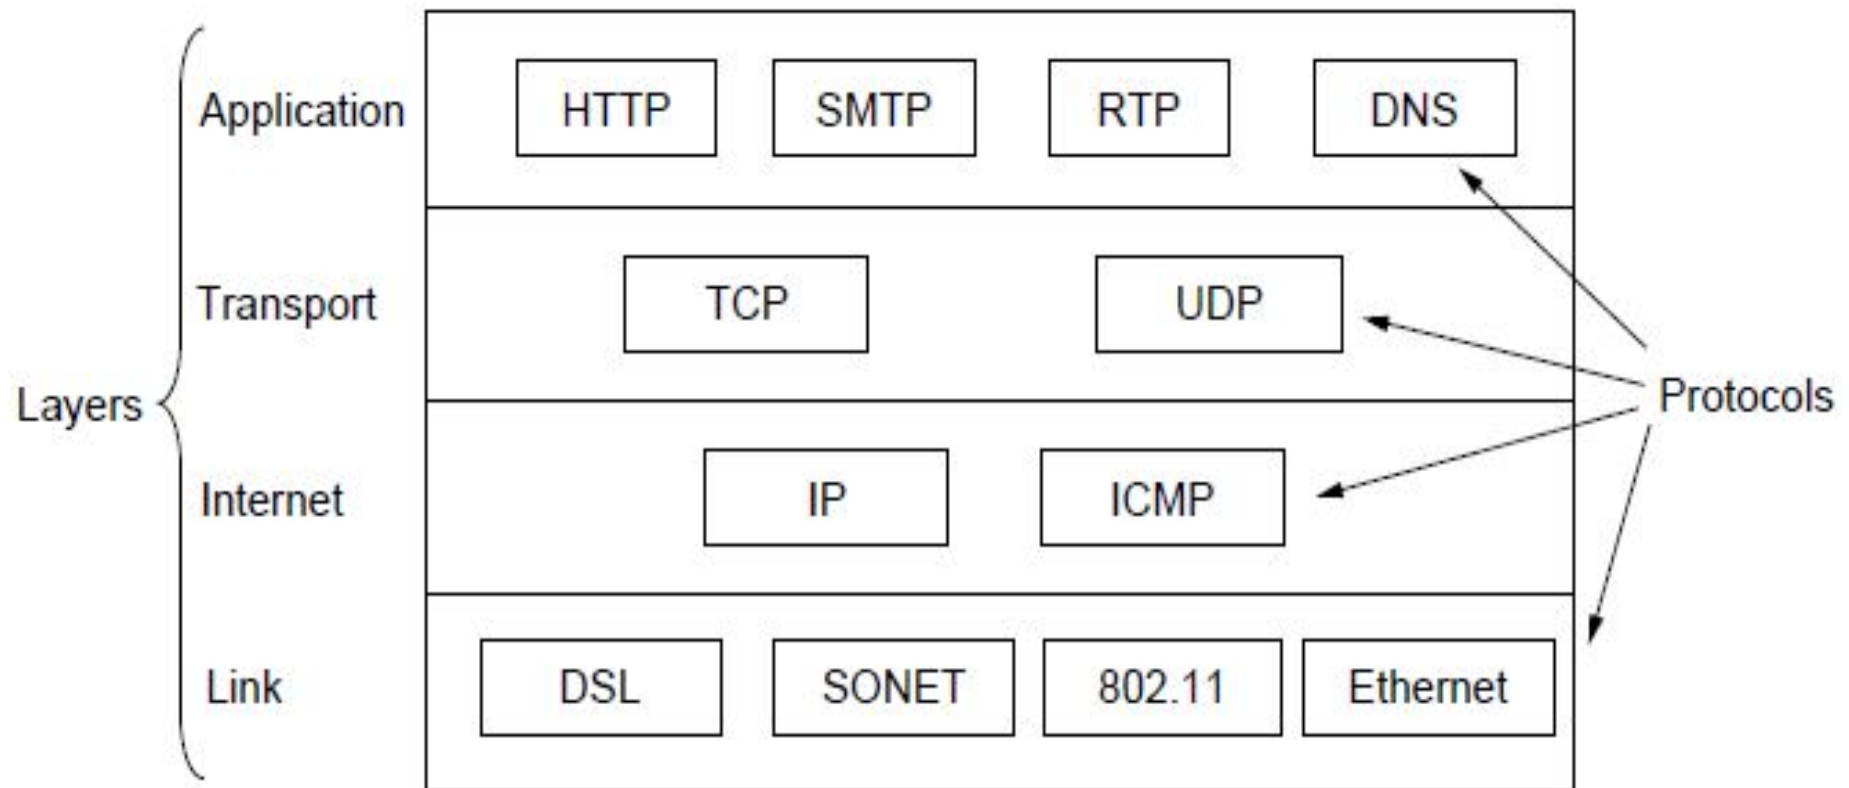 Application HTTP SMTP RTP DNS
Transport TCP UDP
Layers
Protocols
Internet IP ICMP
Link DSL SONET 802.11 Ethernet